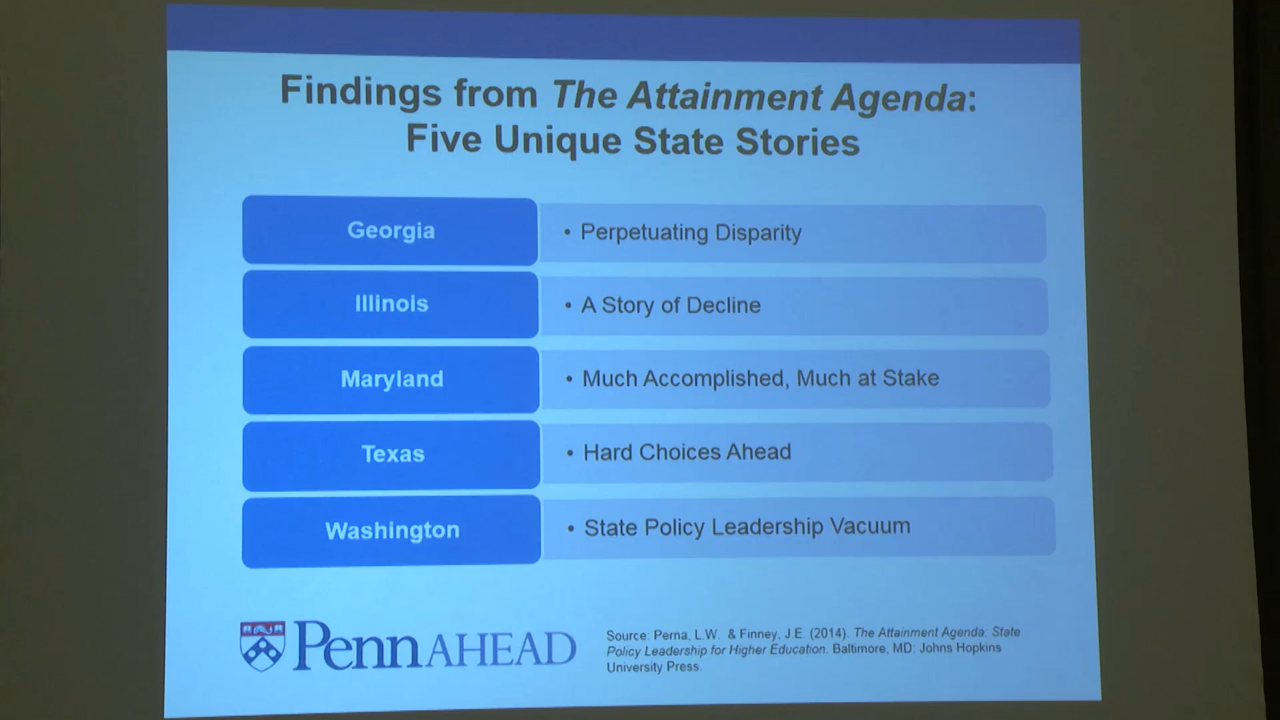 Findings from The Attainment Agenda:
Five Unique State Stories
Georgia
• Perpetuating Disparity
Illinois
• A Story of Decline
Maryland
• Much Accomplished, Much at Stake
Texas
• Hard Choices Ahead
Washington
• State Policy Leadership Vacuum
Penn AHEAD
Source: Perna, L.W. & Finney, J.E. (2014). The Attainment Agenda: State
Policy Leadership for Higher Education. Baltimore, MD: Johns Hopkins
University Press.